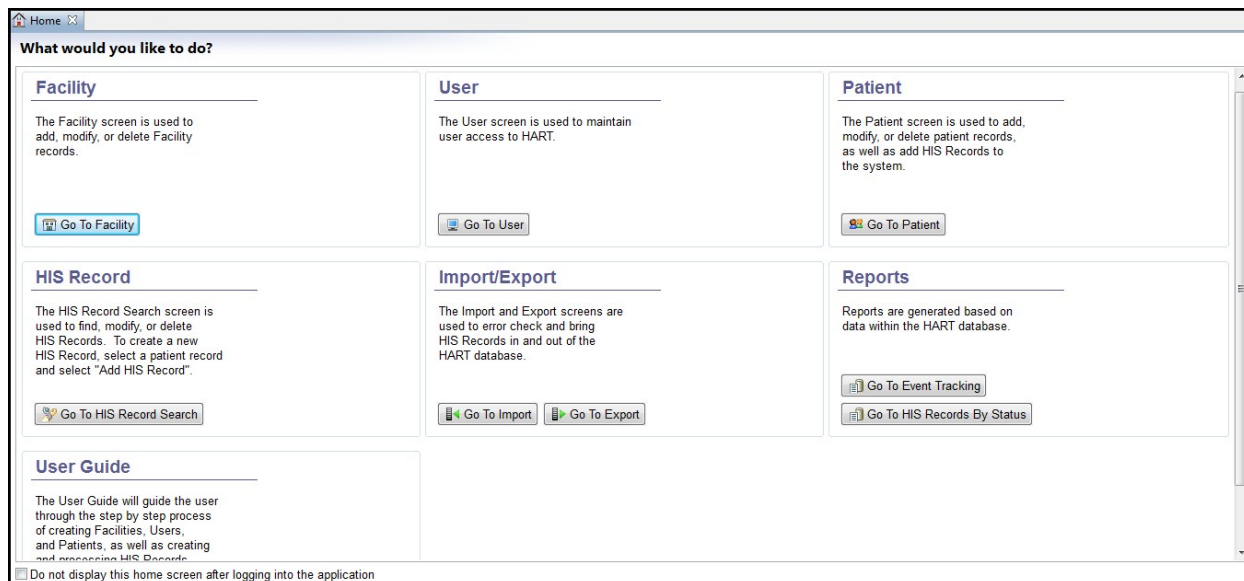 Home
What would you like to do?
Facility
The Facility screen is used to
add, modify, or delete Facility
records.
Go To Facility
User
The User screen is used to maintain
user access to HART.
Go To User
Patient
The Patient screen is used to add,
modify, or delete patient records,
as well as add HIS Records to
the system.
Go To Patient
HIS Record
The HIS Record Search screen is
used to find, modify, or delete
HIS Records. To create a new
HIS Record, select a patient record
and select "Add HIS Record".
Go To HIS Record Search
Import/Export
The Import and Export screens are
used to error check and bring
HIS Records in and out of the
HART database.
Go To Import
Go To Export
Reports
Reports are generated based on
data within the HART database.
Go To Event Tracking
Go To HIS Records By Status
User Guide
The User Guide will guide the user
through the step by step process
of creating Facilities, Users,
and Patients, as well as creating
and processing HIS Records
Do not display this home screen after logging into the application